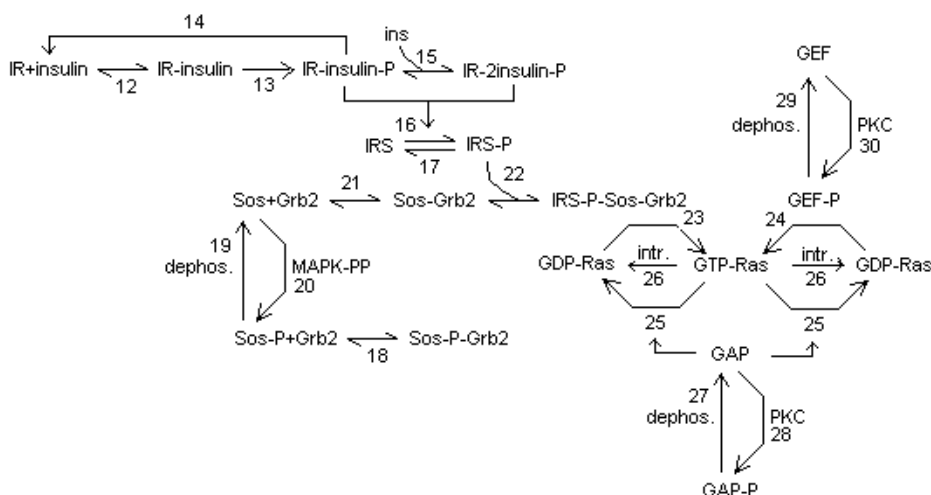 14
ins
15
IR+insulin
IR-insulin
IR-insulin-P
IR-2insulin-P
12
13
GEF
29
dephos.
PKC
30
16
IRS
IRS-P
17
22
21
Sos+Grb2
Sos-Grb2
IRS-P-Sos-Grb2
GEF-P
23
24
19
dephos.
MAPK-PP
20
GDP-Ras
intr.
GTP-Ras
intr.
GDP-Ras
26
26
25
25
Sos-P+Grb2
Sos-P-Grb2
18
GAP
27
dephos.
PKC
28
GAP-P